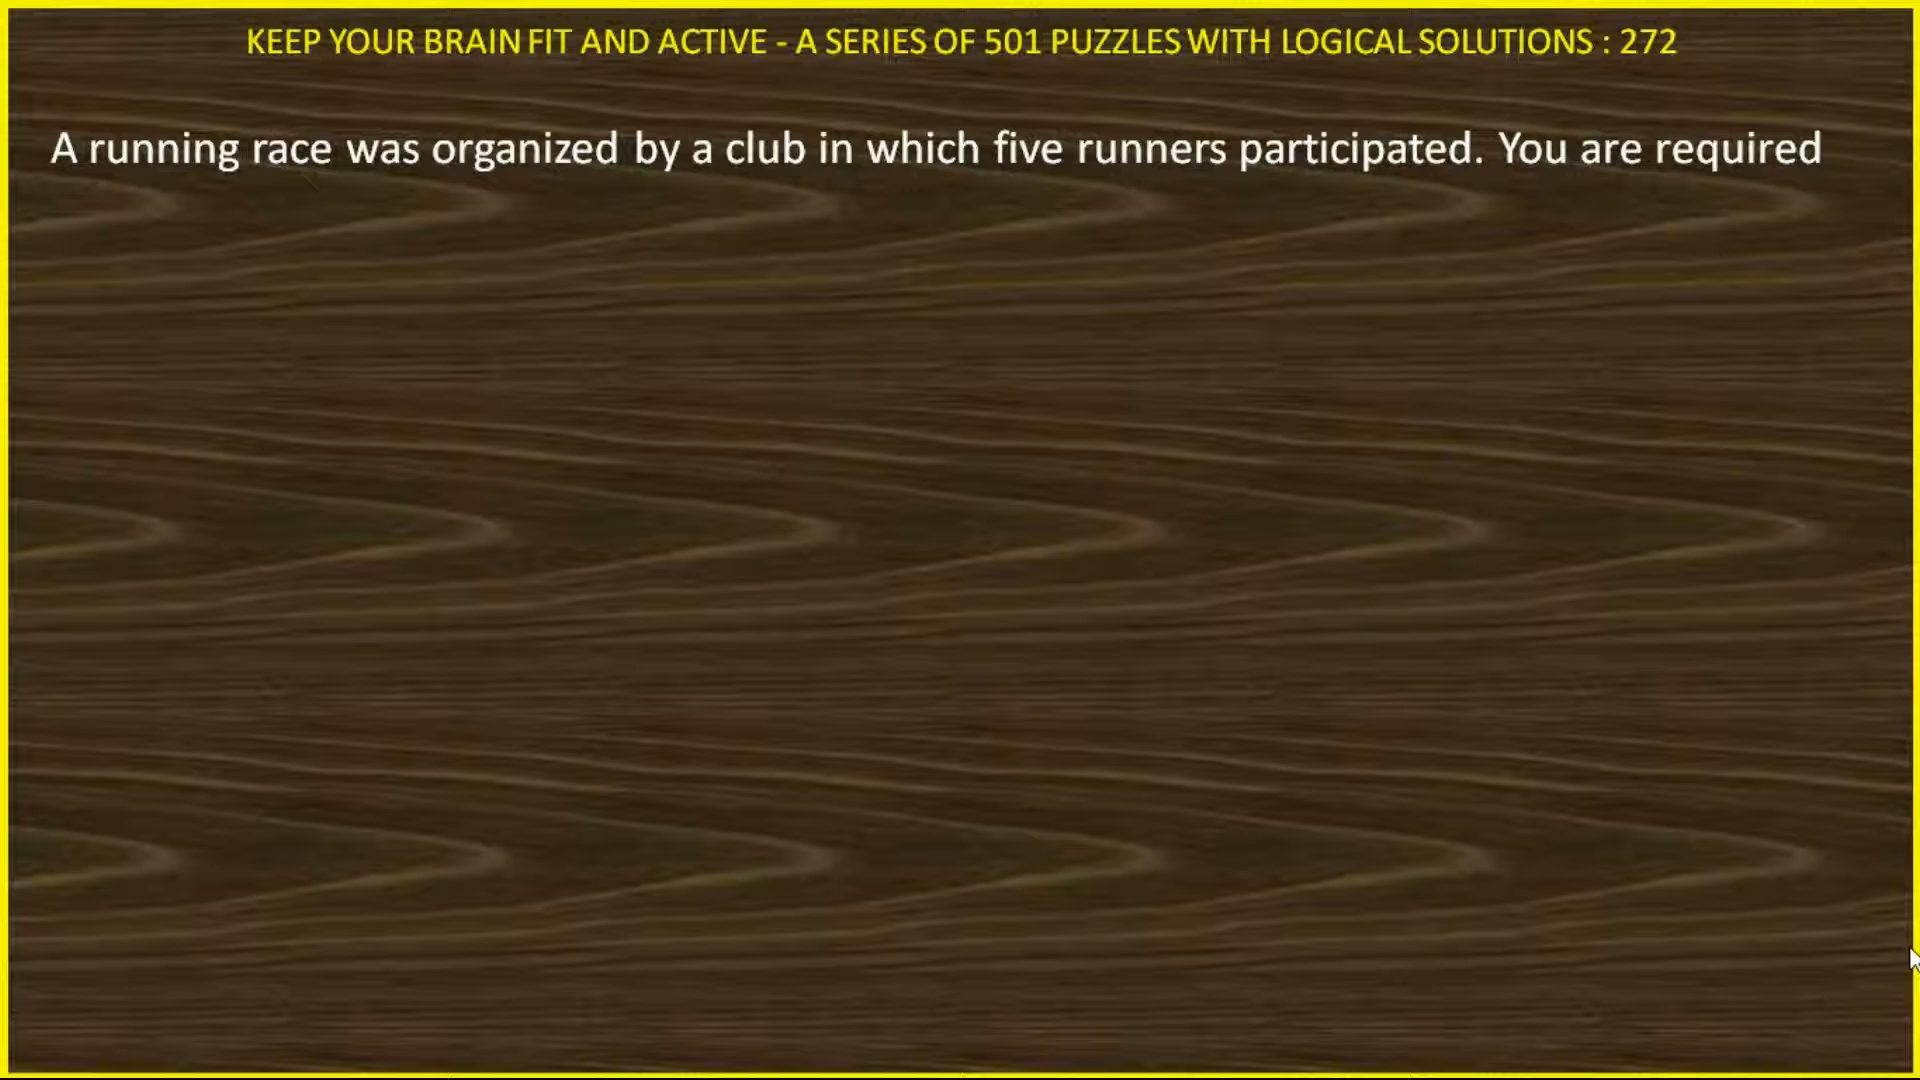 KEEP YOUR BRAIN FIT AND ACTIVE - A SERIES OF 501 PUZZLES WITH LOGICAL SOLUTIONS : 272
A running race was organized by a club in which five runners participated. You are required